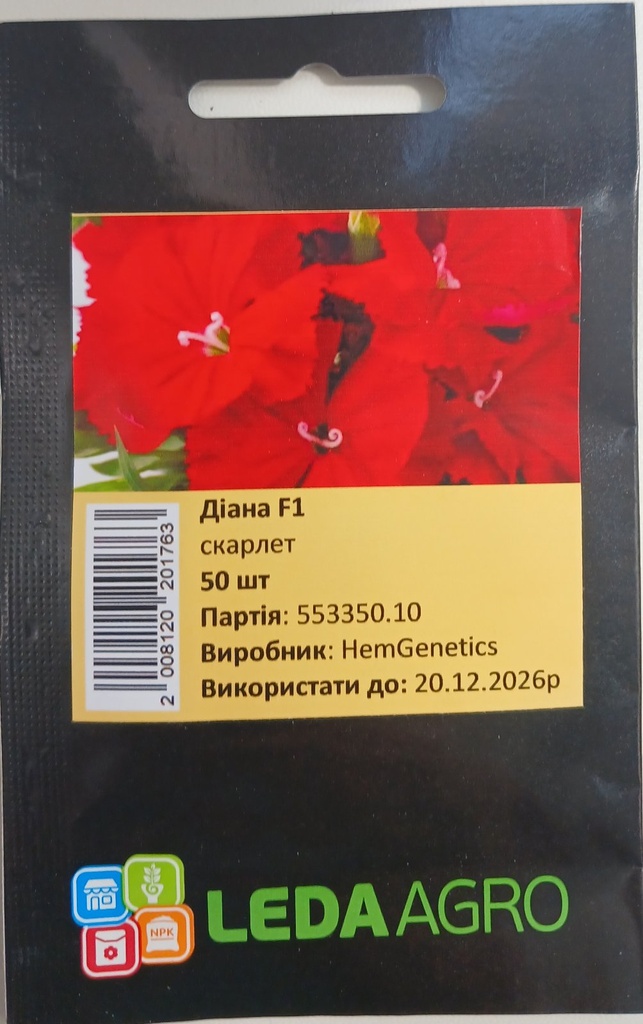 Діана F1
скарлет
50 шт
Партія: 553350.10
Виробник: HemGenetics
Використати до: 20.12.2026р
2 008120 201763
NPK
LEDA AGRO